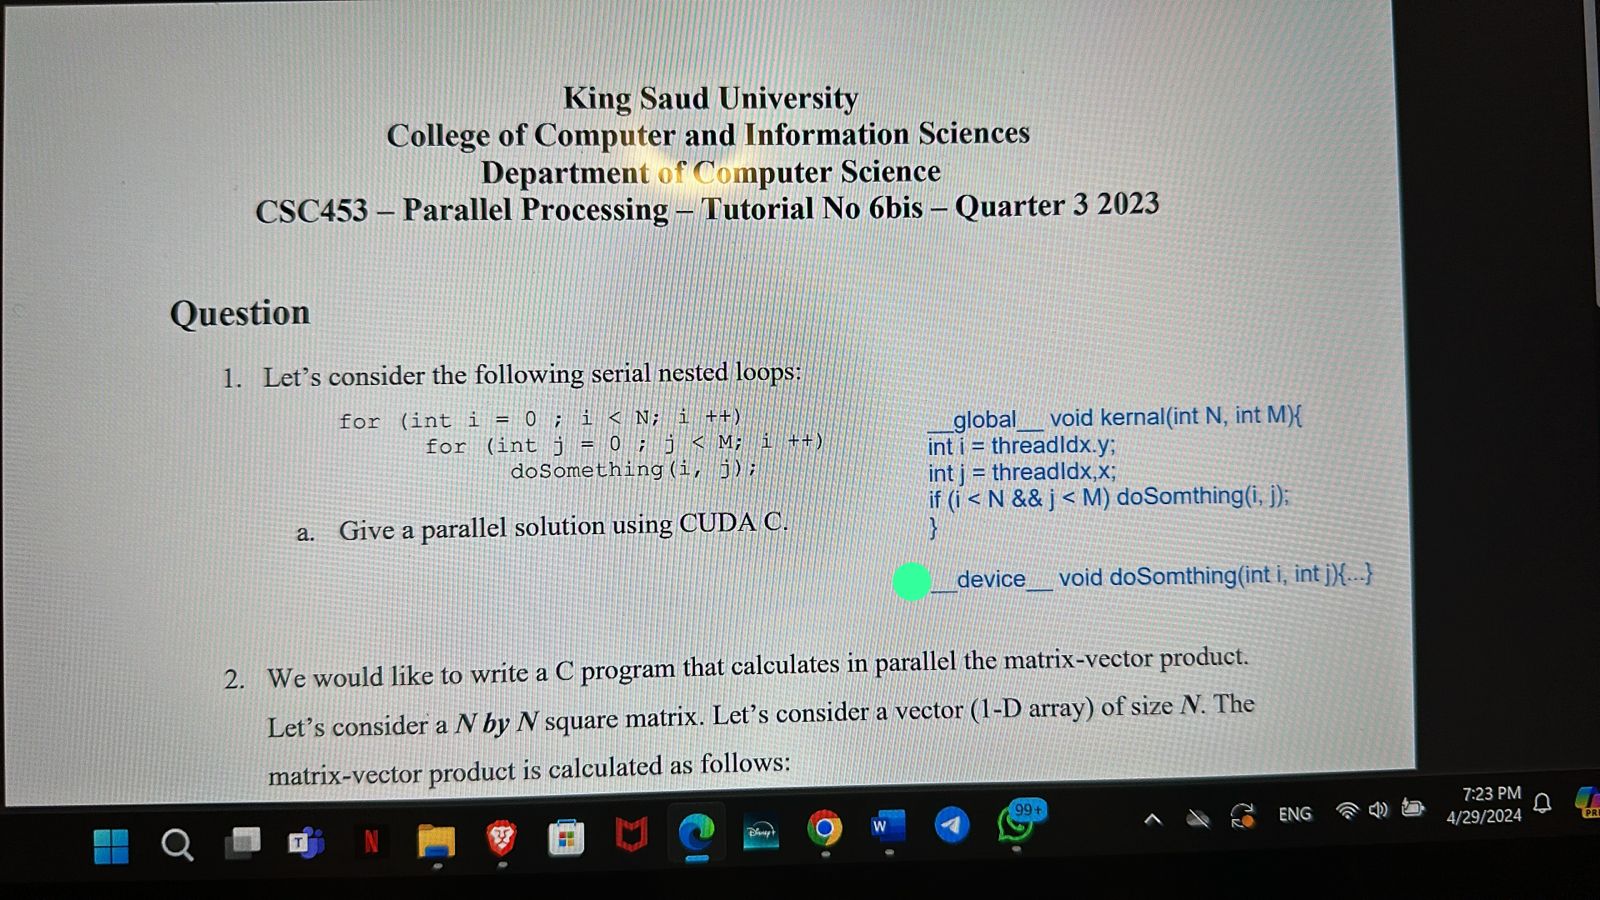 King Saud University
College of Computer and Information Sciences
Department of Computer Science
CSC453 – Parallel Processing – Tutorial No 6bis – Quarter 3 2023
Question
1. Let's consider the following serial nested loops:
for (int i = 0 ; i < N; i ++)
for (int j = 0 ; j < M; i ++)
doSomething(i, j);
a. Give a parallel solution using CUDA C.
__global__ void kernal(int N, int M){
int i = threadIdx.y;
int j = threadIdx,x;
if (i < N && j < M) doSomthing(i, j);
}
__device__ void doSomthing(int i, int j){...}
2. We would like to write a C program that calculates in parallel the matrix-vector product.
Let's consider a N by N square matrix. Let's consider a vector (1-D array) of size N. The
matrix-vector product is calculated as follows:
T
N
Disney+
W
99+
ENG
7:23 PM
4/29/2024
PRE